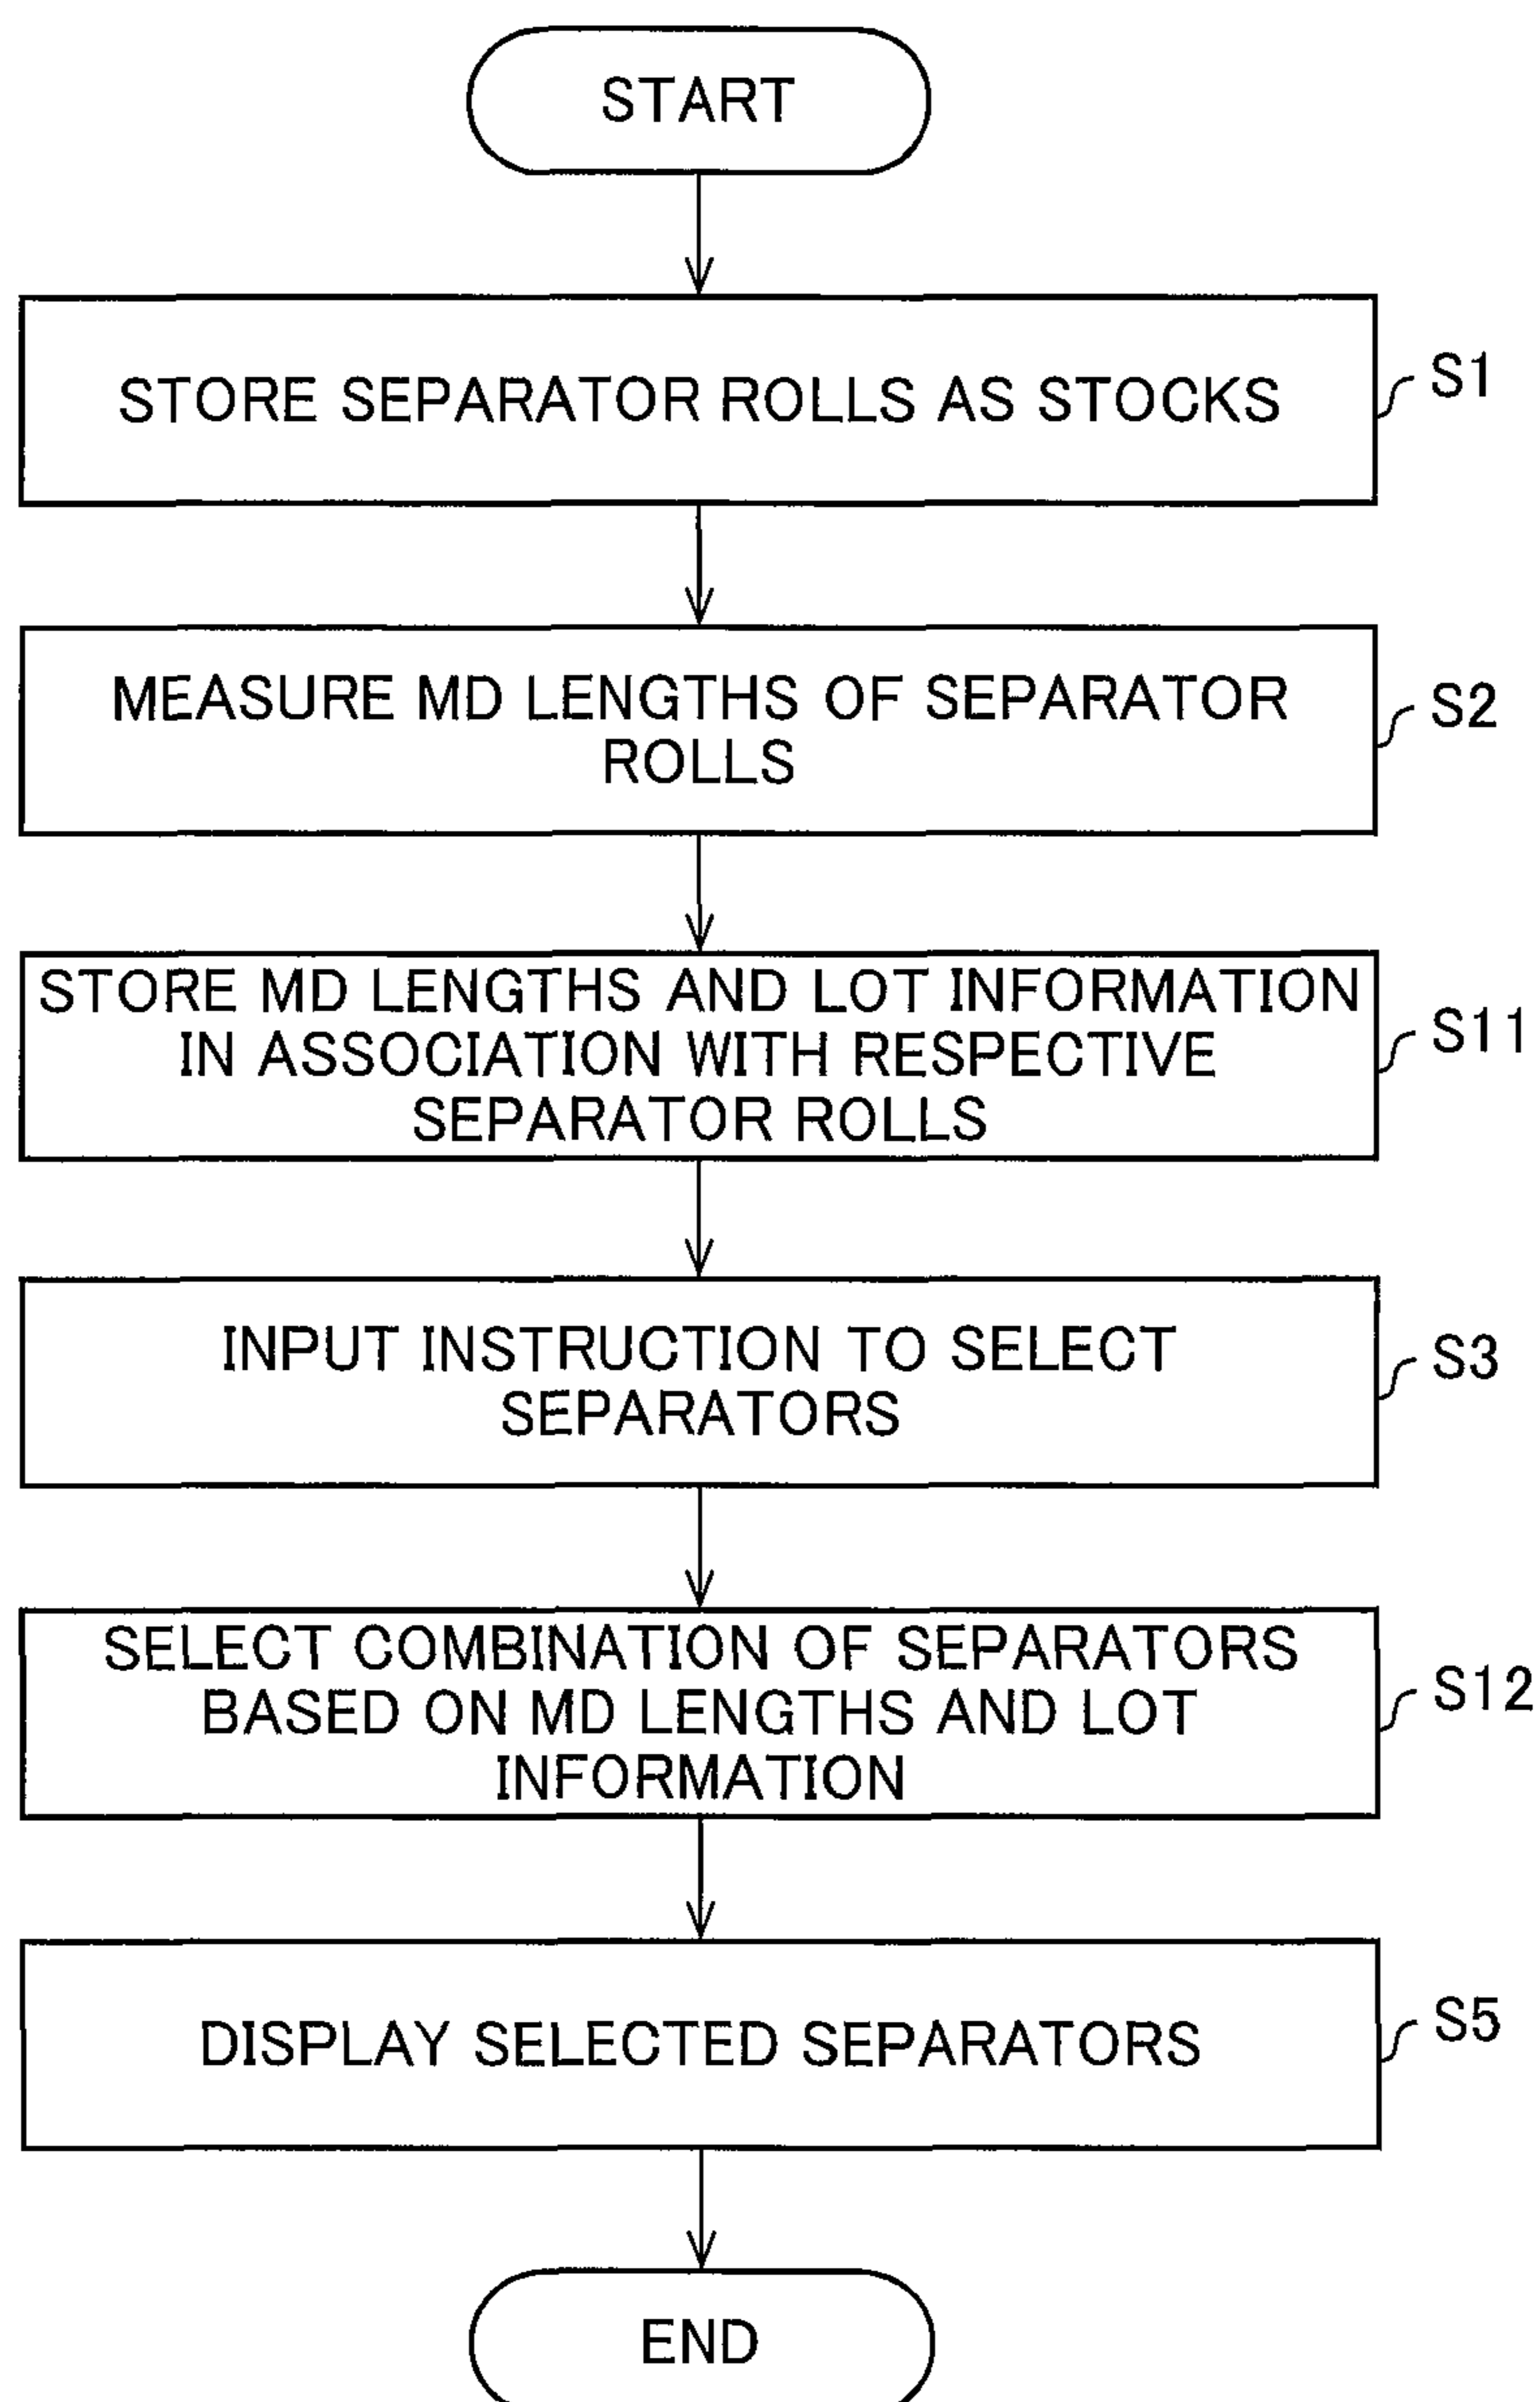 START
STORE SEPARATOR ROLLS AS STOCKS
S1
MEASURE MD LENGTHS OF SEPARATOR
ROLLS
S2
STORE MD LENGTHS AND LOT INFORMATION
IN ASSOCIATION WITH RESPECTIVE
SEPARATOR ROLLS
S11
INPUT INSTRUCTION TO SELECT
SEPARATORS
S3
SELECT COMBINATION OF SEPARATORS
BASED ON MD LENGTHS AND LOT
INFORMATION
S12
DISPLAY SELECTED SEPARATORS
S5
END